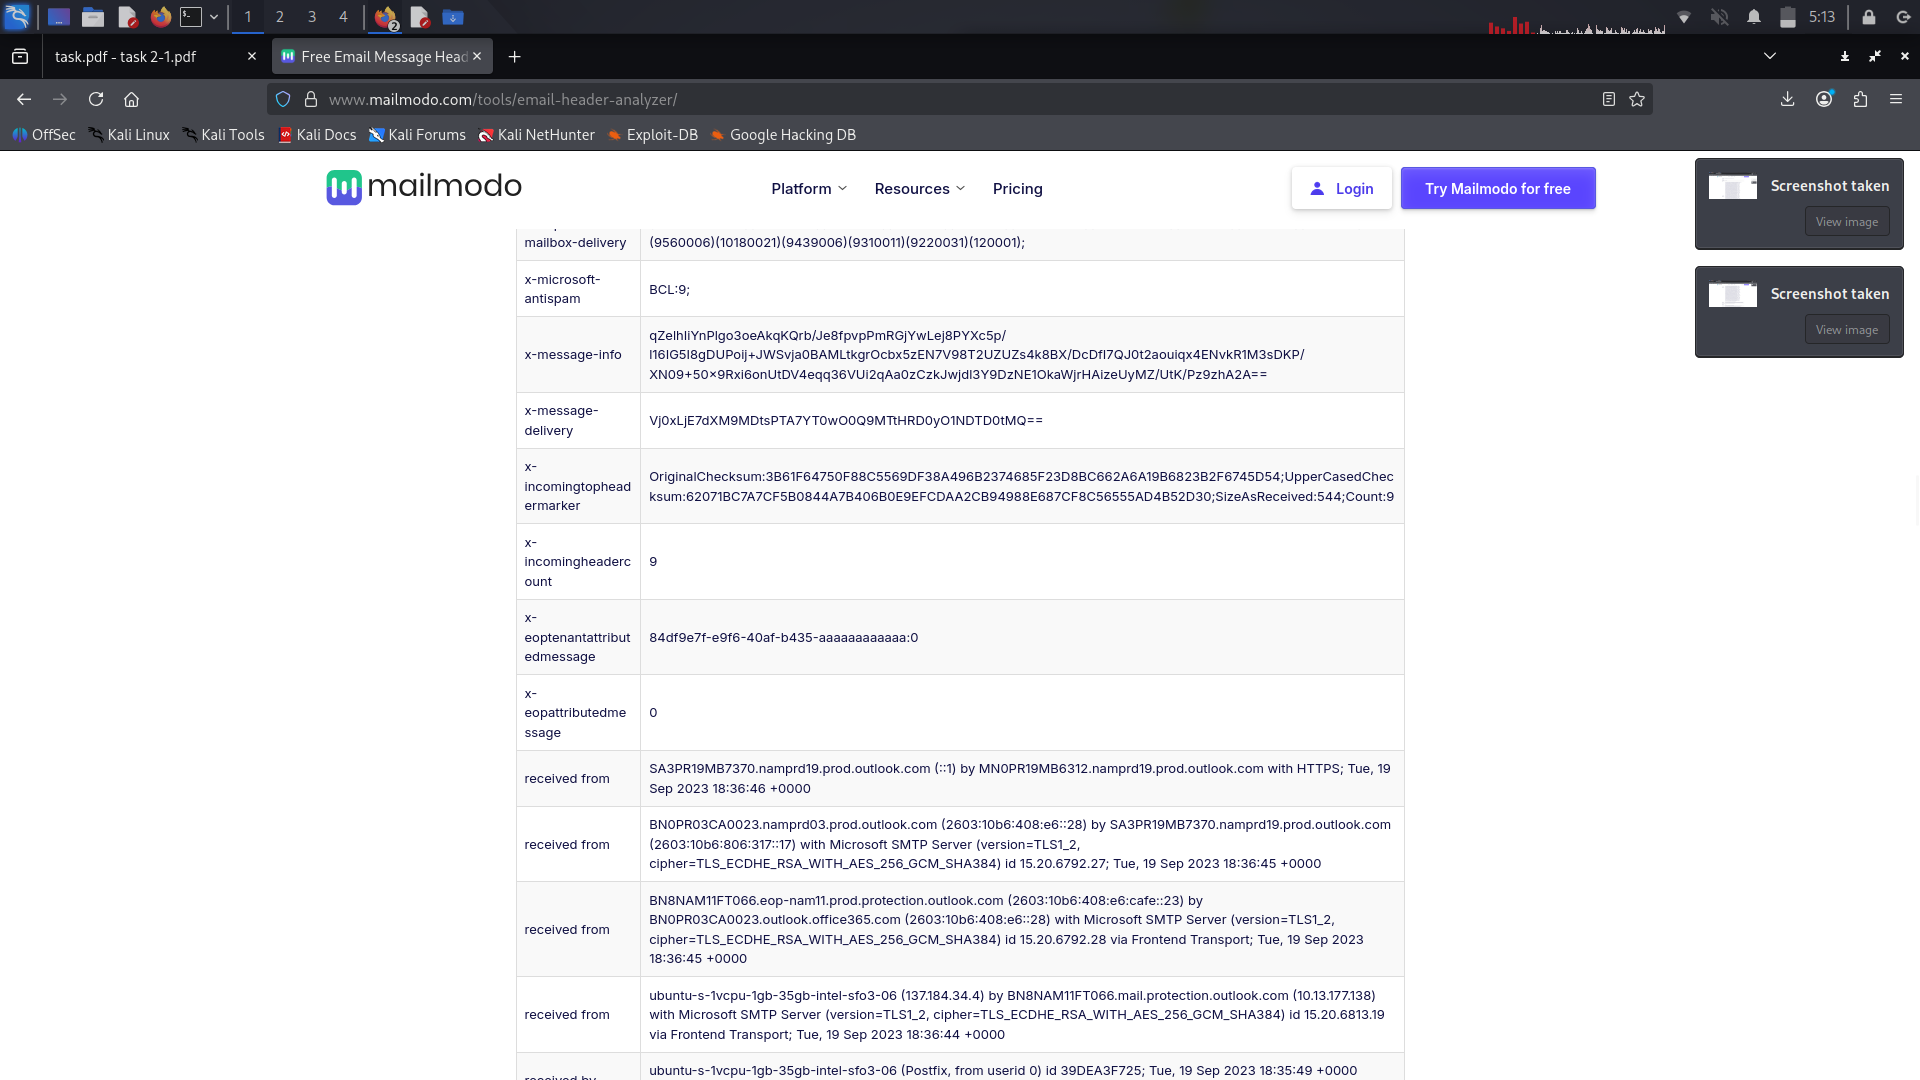 1 2 3 4 2 5:13
task.pdf - task 2-1.pdf
Free Email Message Head
www.mailmodo.com/tools/email-header-analyzer/
OffSec Kali Linux Kali Tools Kali Docs Kali Forums Kali NetHunter Exploit-DB Google Hacking DB
mailmodo Platform Resources Pricing Login Try Mailmodo for free
Screenshot taken
View image
Screenshot taken
View image
mailbox-delivery
(9560006)(10180021)(9439006)(9310011)(9220031)(120001);
x-microsoft-
antispam
BCL:9;
x-message-info
qZelhIiYnPlgo3oeAkqKQrb/Je8fpvpPmRGjYwLej8PYXc5p/
l16IG5I8gDUPoij+JWSvja0BAMLtkgrOcbx5zEN7V98T2UZUZs4k8BX/DcDfI7QJ0t2aouiqx4ENvkR1M3sDKP/
XN09+50×9Rxi6onUtDV4eqq36VUi2qAa0zCzkJwjdl3Y9DzNE1OkaWjrHAizeUyMZ/UtK/Pz9zhA2A==
x-message-
delivery
Vj0xLjE7dXM9MDtsPTA7YT0wO0Q9MTtHRD0yO1NDTD0tMQ==
x-
incomingtophead
ermarker
OriginalChecksum:3B61F64750F88C5569DF38A496B2374685F23D8BC662A6A19B6823B2F6745D54;UpperCasedChec
ksum:62071BC7A7CF5B0844A7B406B0E9EFCDAA2CB94988E687CF8C56555AD4B52D30;SizeAsReceived:544;Count:9
x-
incomingheaderc
ount
9
x-
eoptenantattribut
edmessage
84df9e7f-e9f6-40af-b435-aaaaaaaaaaaa:0
x-
eopattributedme
ssage
0
received from
SA3PR19MB7370.namprd19.prod.outlook.com (::1) by MN0PR19MB6312.namprd19.prod.outlook.com with HTTPS; Tue, 19
Sep 2023 18:36:46 +0000
received from
BN0PR03CA0023.namprd03.prod.outlook.com (2603:10b6:408:e6::28) by SA3PR19MB7370.namprd19.prod.outlook.com
(2603:10b6:806:317::17) with Microsoft SMTP Server (version=TLS1_2,
cipher=TLS_ECDHE_RSA_WITH_AES_256_GCM_SHA384) id 15.20.6792.27; Tue, 19 Sep 2023 18:36:45 +0000
received from
BN8NAM11FT066.eop-nam11.prod.protection.outlook.com (2603:10b6:408:e6:cafe::23) by
BN0PR03CA0023.outlook.office365.com (2603:10b6:408:e6::28) with Microsoft SMTP Server (version=TLS1_2,
cipher=TLS_ECDHE_RSA_WITH_AES_256_GCM_SHA384) id 15.20.6792.28 via Frontend Transport; Tue, 19 Sep 2023
18:36:45 +0000
received from
ubuntu-s-1vcpu-1gb-35gb-intel-sfo3-06 (137.184.34.4) by BN8NAM11FT066.mail.protection.outlook.com (10.13.177.138)
with Microsoft SMTP Server (version=TLS1_2, cipher=TLS_ECDHE_RSA_WITH_AES_256_GCM_SHA384) id 15.20.6813.19
via Frontend Transport; Tue, 19 Sep 2023 18:36:44 +0000
received by
ubuntu-s-1vcpu-1gb-35gb-intel-sfo3-06 (Postfix, from userid 0) id 39DEA3F725; Tue, 19 Sep 2023 18:35:49 +0000